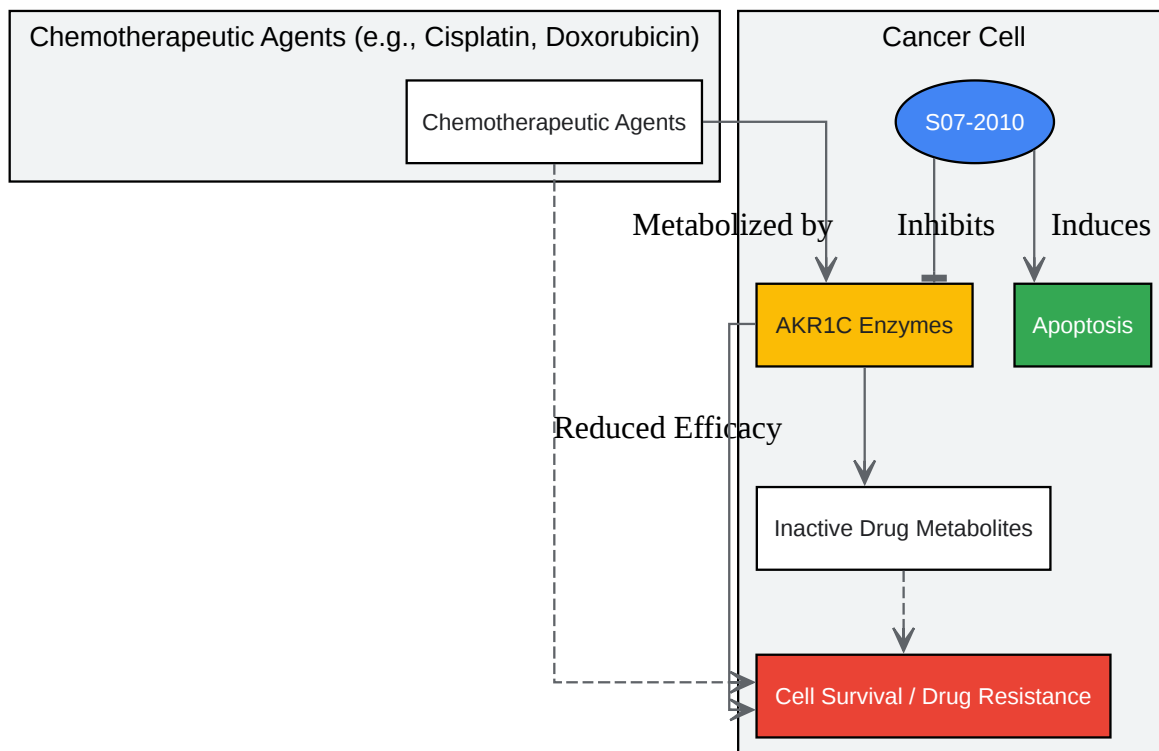 Chemotherapeutic Agents (e.g., Cisplatin, Doxorubicin)
Cancer Cell
Chemotherapeutic Agents
S07-2010
Metabolized by
Inhibits
Induces
AKR1C Enzymes
Apoptosis
Reduced Efficacy
Inactive Drug Metabolites
Cell Survival / Drug Resistance